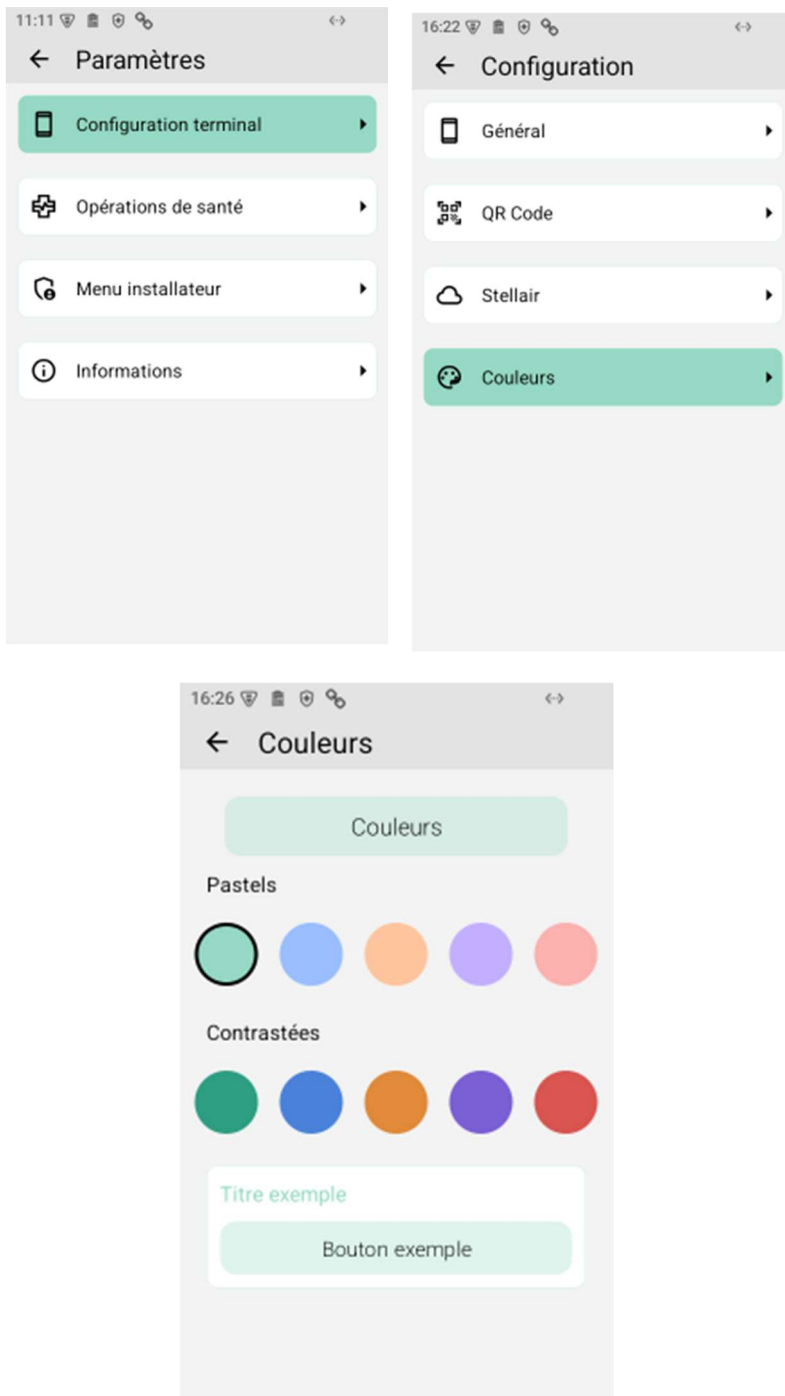 11:11
Paramètres
Configuration terminal
Opérations de santé
Menu installateur
Informations
16:22
Configuration
Général
QR Code
Stellair
Couleurs
16:26
Couleurs
Couleurs
Pastels
Contrastées
Titre exemple
Bouton exemple